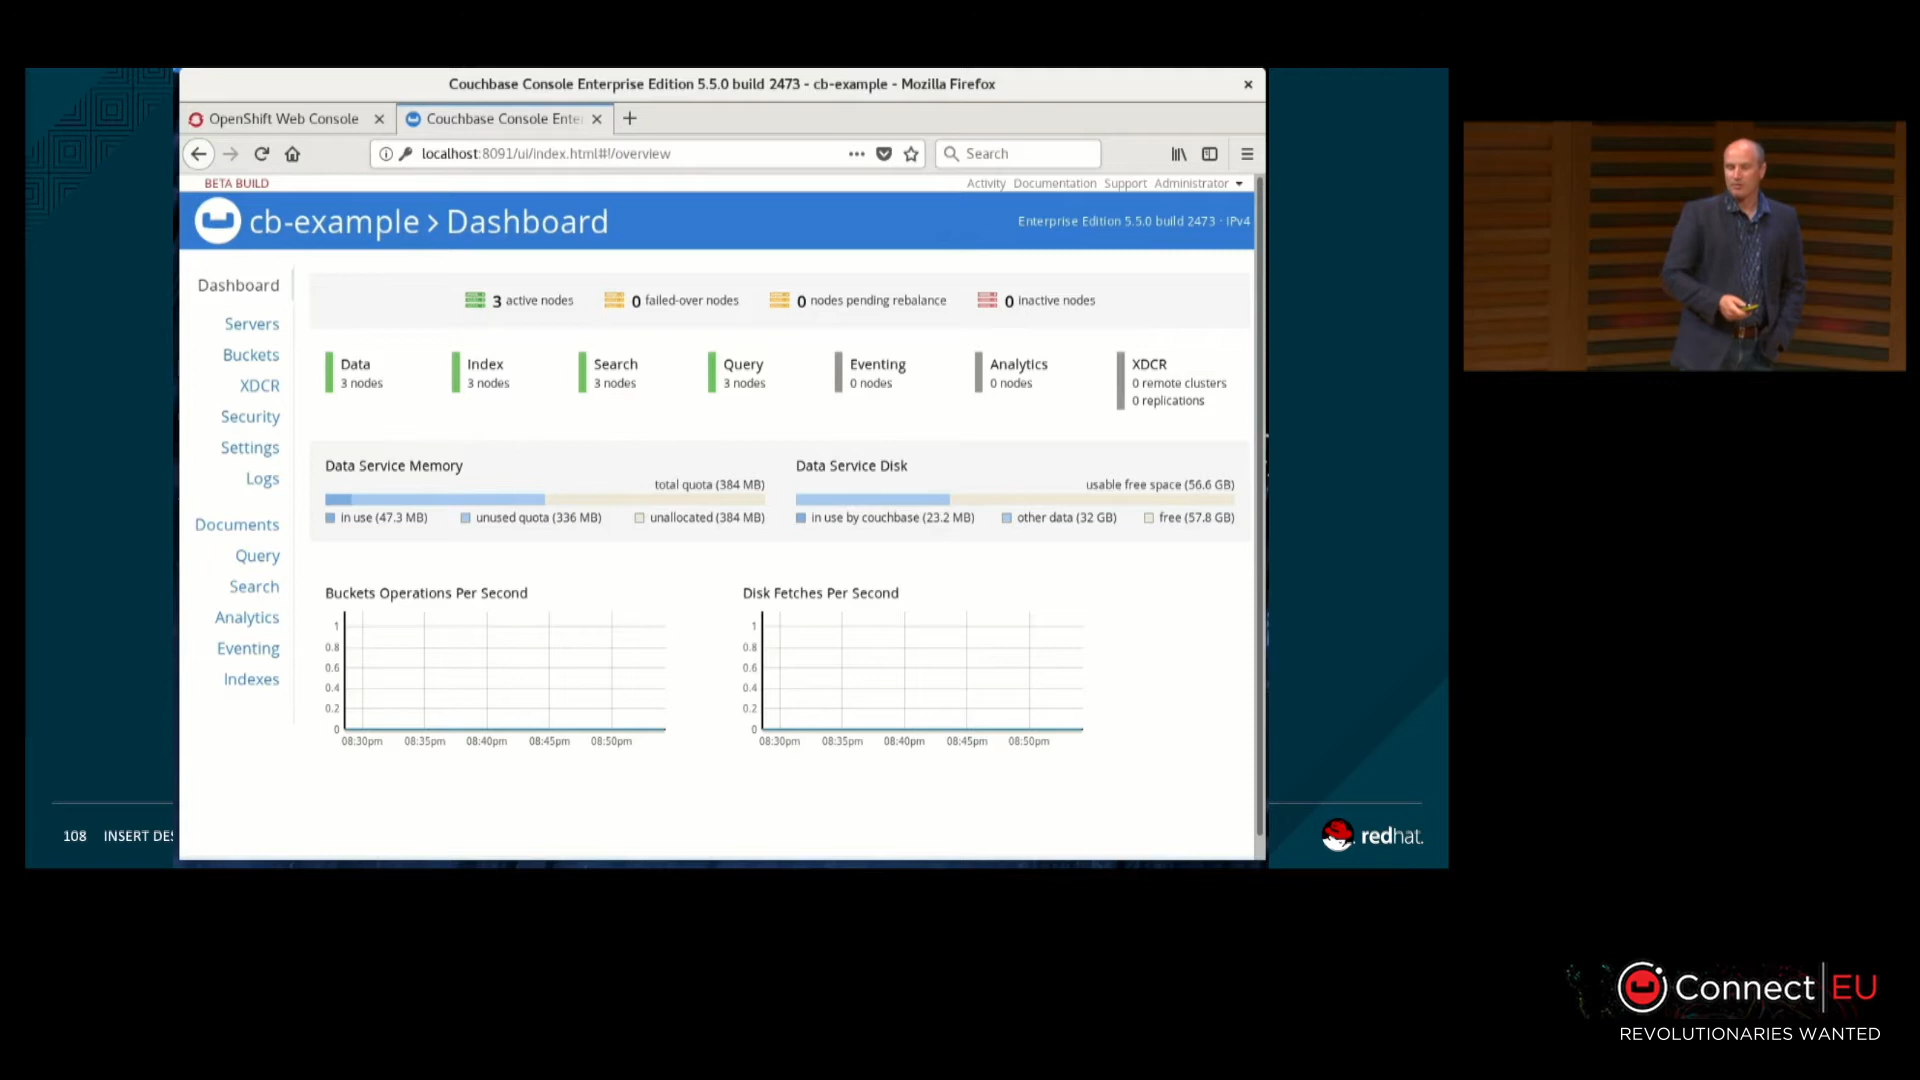 Couchbase Console Enterprise Edition 5.5.0 build 2473 - cb-example - Mozilla Firefox
OpenShift Web Console
Couchbase Console Ente
localhost:8091/ui/index.html#!/overview
Search
BETA BUILD
Activity Documentation Support Administrator
cb-example > Dashboard
Enterprise Edition 5.5.0 build 2473 · IPv4
Dashboard
Servers
Buckets
XDCR
Security
Settings
Logs
Documents
Query
Search
Analytics
Eventing
Indexes
3 active nodes
0 failed-over nodes
0 nodes pending rebalance
0 inactive nodes
Data
3 nodes
Index
3 nodes
Search
3 nodes
Query
3 nodes
Eventing
0 nodes
Analytics
0 nodes
XDCR
0 remote clusters
0 replications
Data Service Memory
total quota (384 MB)
in use (47.3 MB) unused quota (336 MB) unallocated (384 MB)
Data Service Disk
usable free space (56.6 GB)
in use by couchbase (23.2 MB) other data (32 GB) free (57.8 GB)
Buckets Operations Per Second
1
0.8
0.6
0.4
0.2
0
08:30pm 08:35pm 08:40pm 08:45pm 08:50pm
Disk Fetches Per Second
1
0.8
0.6
0.4
0.2
0
08:30pm 08:35pm 08:40pm 08:45pm 08:50pm
108 INSERT DES
redhat.
Connect EU
REVOLUTIONARIES WANTED